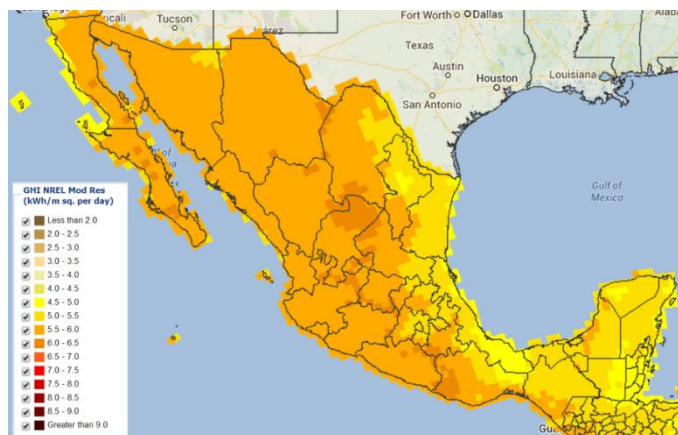 Tucson
Fort Worth
Dallas
Texas
Austin
San Antonio
Houston
Louisiana
Gulf of
Mexico
GHI NREL Mod Res
(kWh/m sq. per day)
Less than 2.0
2.0 - 2.5
2.5 - 3.0
3.0 - 3.5
3.5 - 4.0
4.0 - 4.5
4.5 - 5.0
5.0 - 5.5
5.5 - 6.0
6.0 - 6.5
6.5 - 7.0
7.0 - 7.5
7.5 - 8.0
8.0 - 8.5
8.5 - 9.0
Greater than 9.0